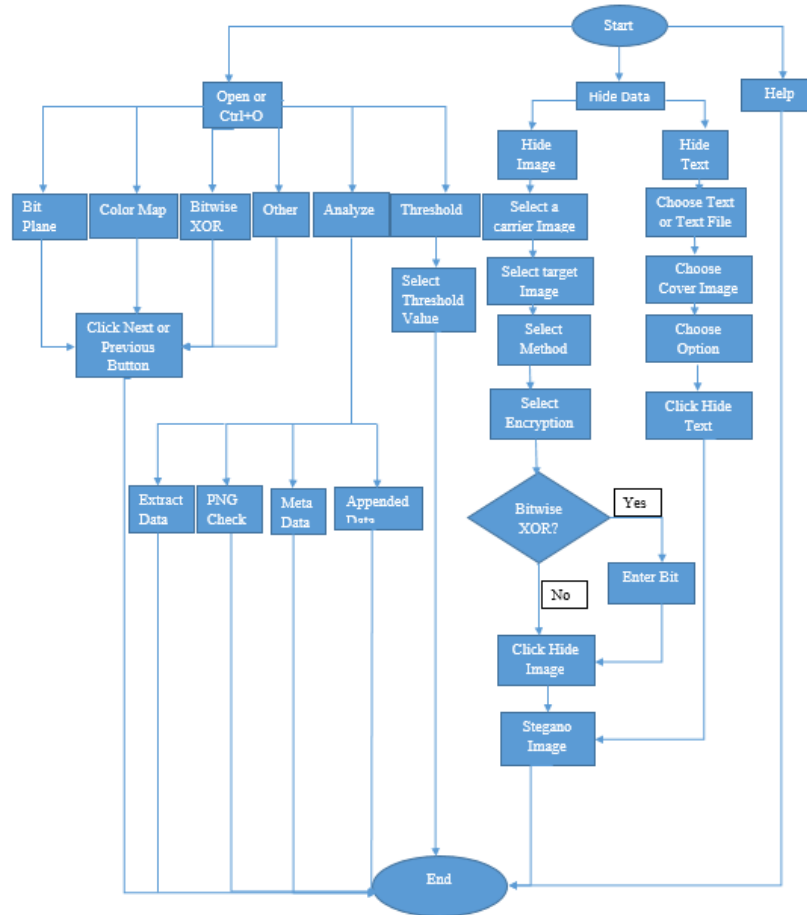 Start
Open or
Ctrl+O
Hide Data
Help
Hide
Image
Hide
Text
Bit
Plane
Color Map
Bitwise
XOR
Other
Analyze
Threshold
Select a
carrier Image
Choose Text
or Text File
Select
Threshold
Value
Select target
Image
Choose
Cover Image
Click Next or
Previous
Button
Select
Method
Choose
Option
Select
Encryption
Click Hide
Text
Extract
Data
PNG
Check
Meta
Data
Appended
Data
Bitwise
XOR?
Yes
No
Enter Bit
Click Hide
Image
Stegano
Image
End